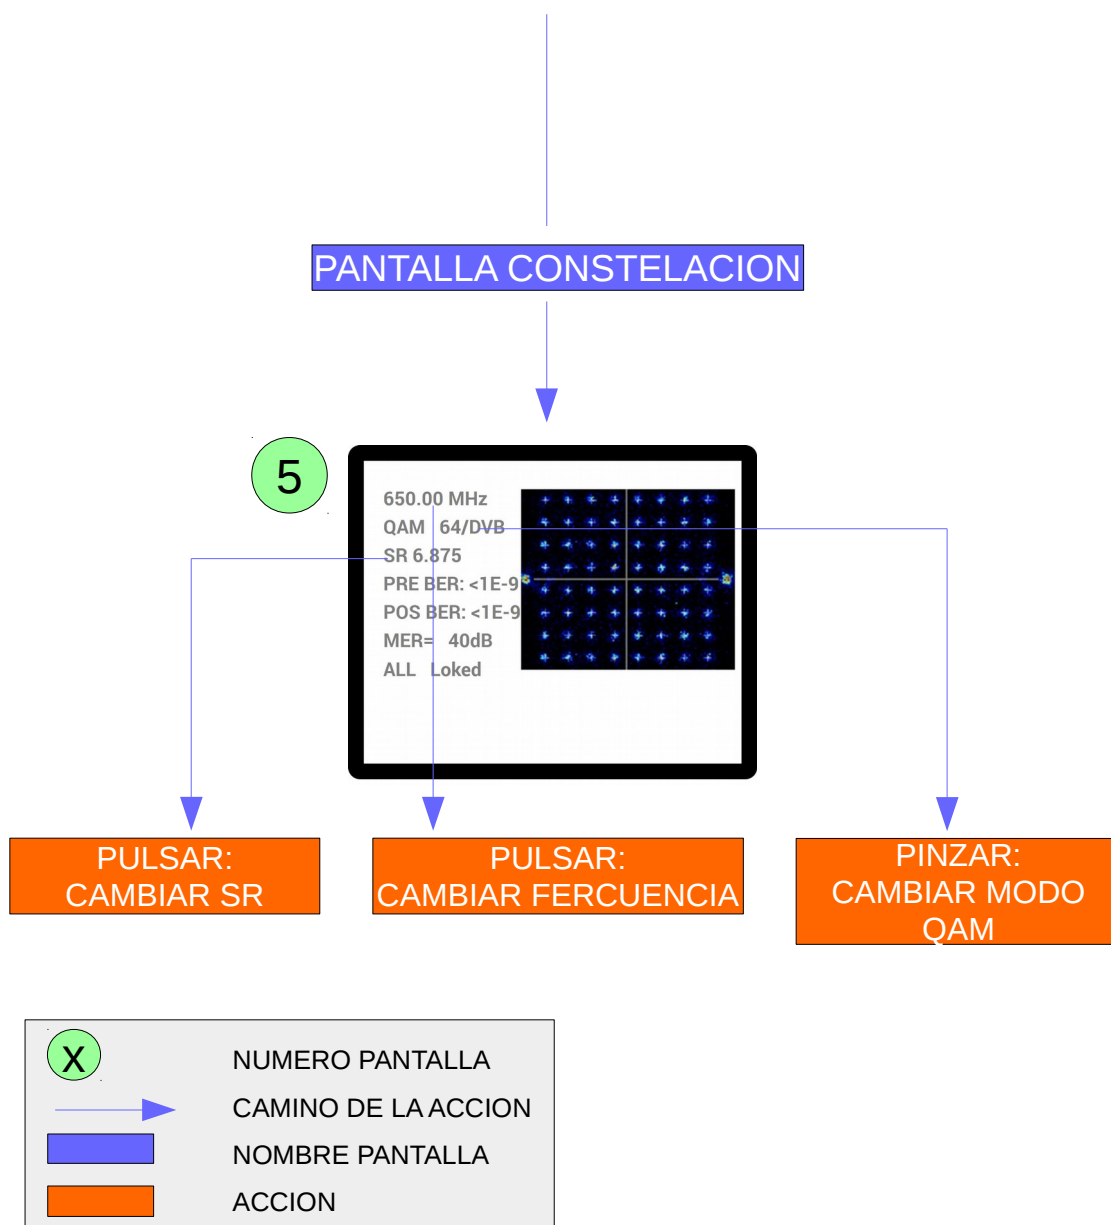 PANTALLA CONSTELACION
5
650.00 MHz
QAM 64/DVB
SR 6.875
PRE BER: <1E-9
POS BER: <1E-9
MER= 40dB
ALL Loked
PULSAR:
CAMBIAR SR
PULSAR:
CAMBIAR FERCUENCIA
PINZAR:
CAMBIAR MODO
QAM
X
NUMERO PANTALLA
CAMINO DE LA ACCION
NOMBRE PANTALLA
ACCION